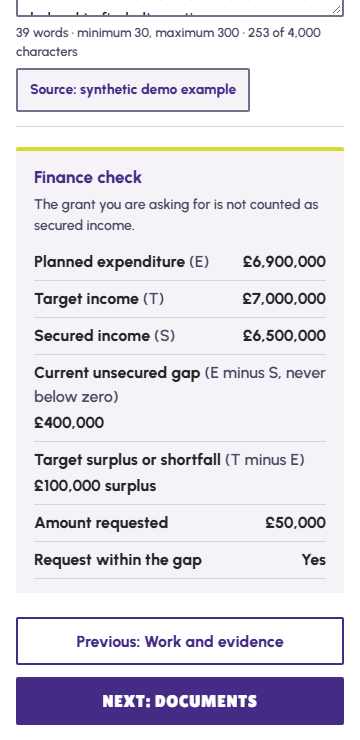 39 words · minimum 30, maximum 300 · 253 of 4,000
characters
Source: synthetic demo example
Finance check
The grant you are asking for is not counted as
secured income.
Planned expenditure (E) £6,900,000
Target income (T) £7,000,000
Secured income (S) £6,500,000
Current unsecured gap (E minus S, never
below zero)
£400,000
Target surplus or shortfall (T minus E)
£100,000 surplus
Amount requested £50,000
Request within the gap Yes
Previous: Work and evidence
NEXT: DOCUMENTS